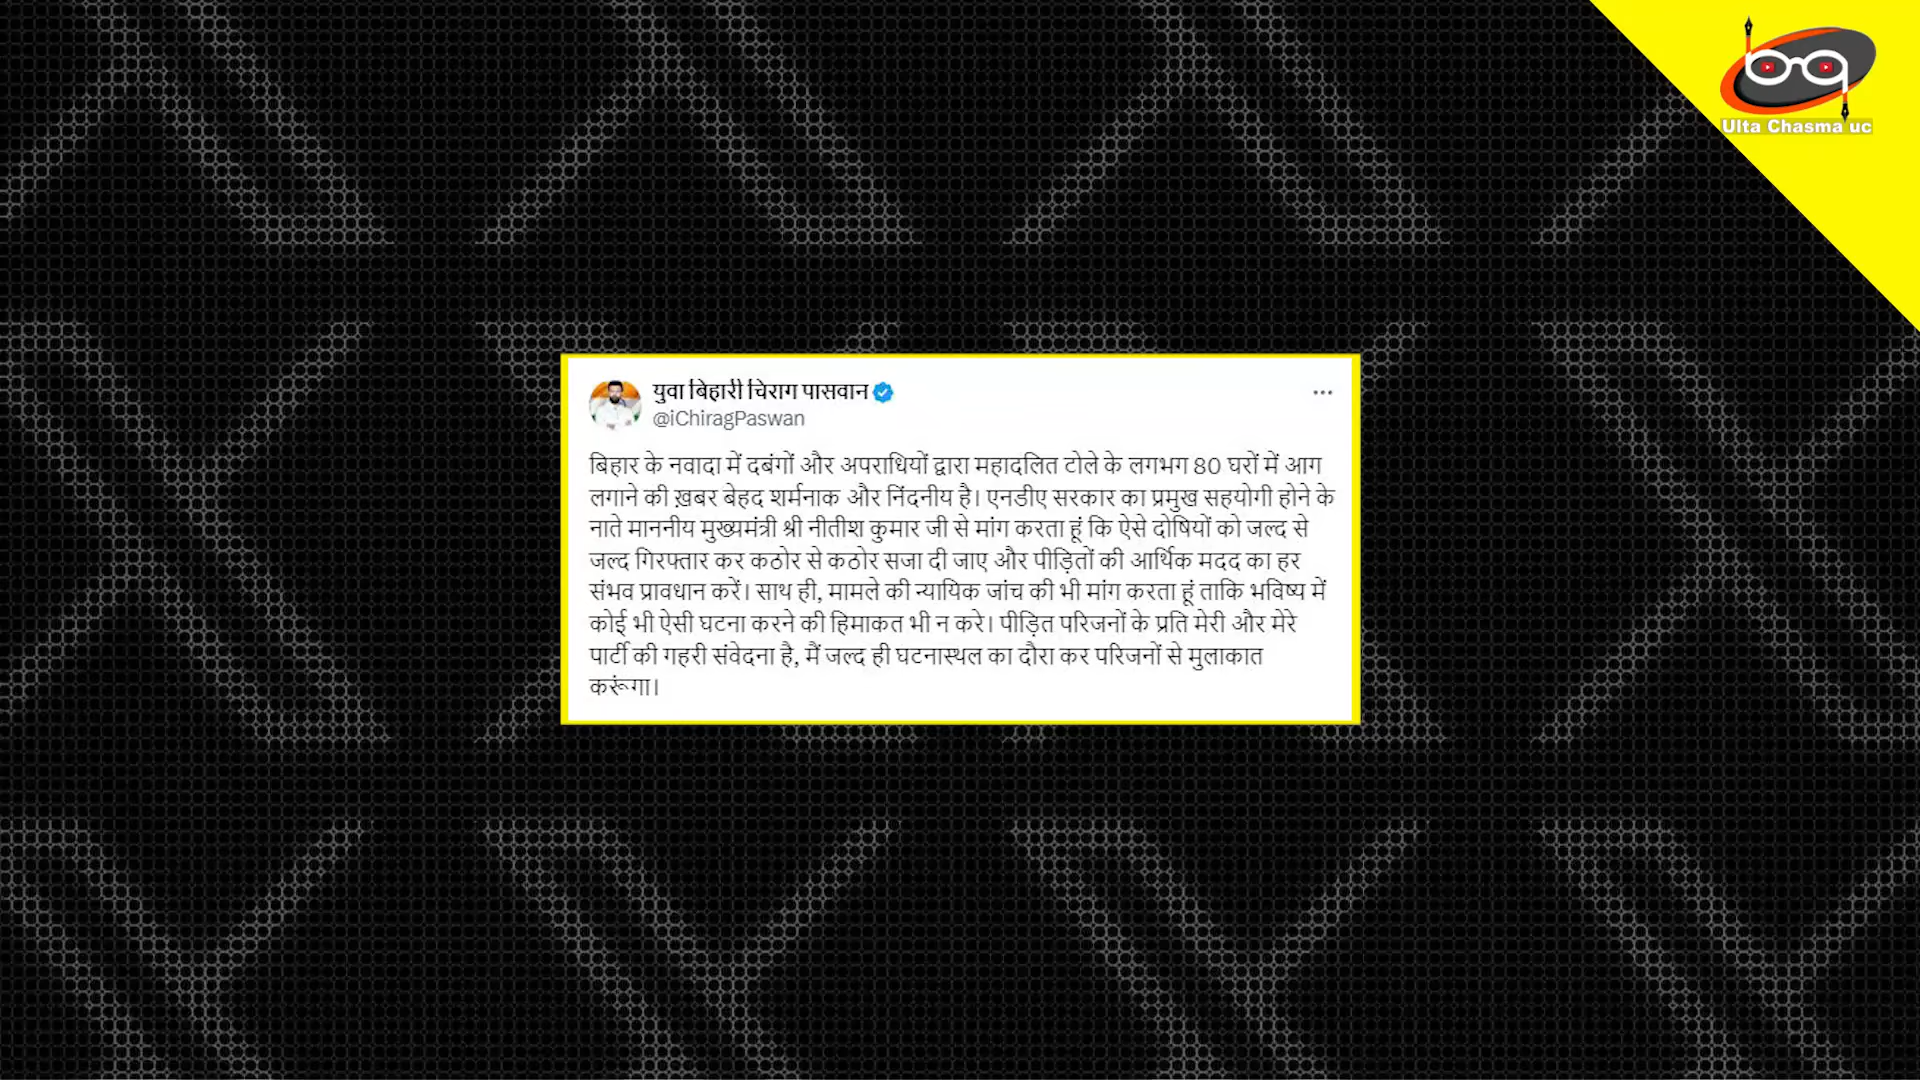 Ulta Chasma uc
युवा बिहारी चिराग पासवान
@iChiragPaswan
बिहार के नवादा में दबंगों और अपराधियों द्वारा महादलित टोले के लगभग 80 घरों में आग
लगाने की ख़बर बेहद शर्मनाक और निंदनीय है। एनडीए सरकार का प्रमुख सहयोगी होने के
नाते माननीय मुख्यमंत्री श्री नीतीश कुमार जी से मांग करता हूं कि ऐसे दोषियों को जल्द से
जल्द गिरफ्तार कर कठोर से कठोर सजा दी जाए और पीड़ितों की आर्थिक मदद का हर
संभव प्रावधान करें। साथ ही, मामले की न्यायिक जांच की भी मांग करता हूं ताकि भविष्य में
कोई भी ऐसी घटना करने की हिमाकत भी न करे। पीड़ित परिजनों के प्रति मेरी और मेरे
पार्टी की गहरी संवेदना है, मैं जल्द ही घटनास्थल का दौरा कर परिजनों से मुलाकात
करूंगा।